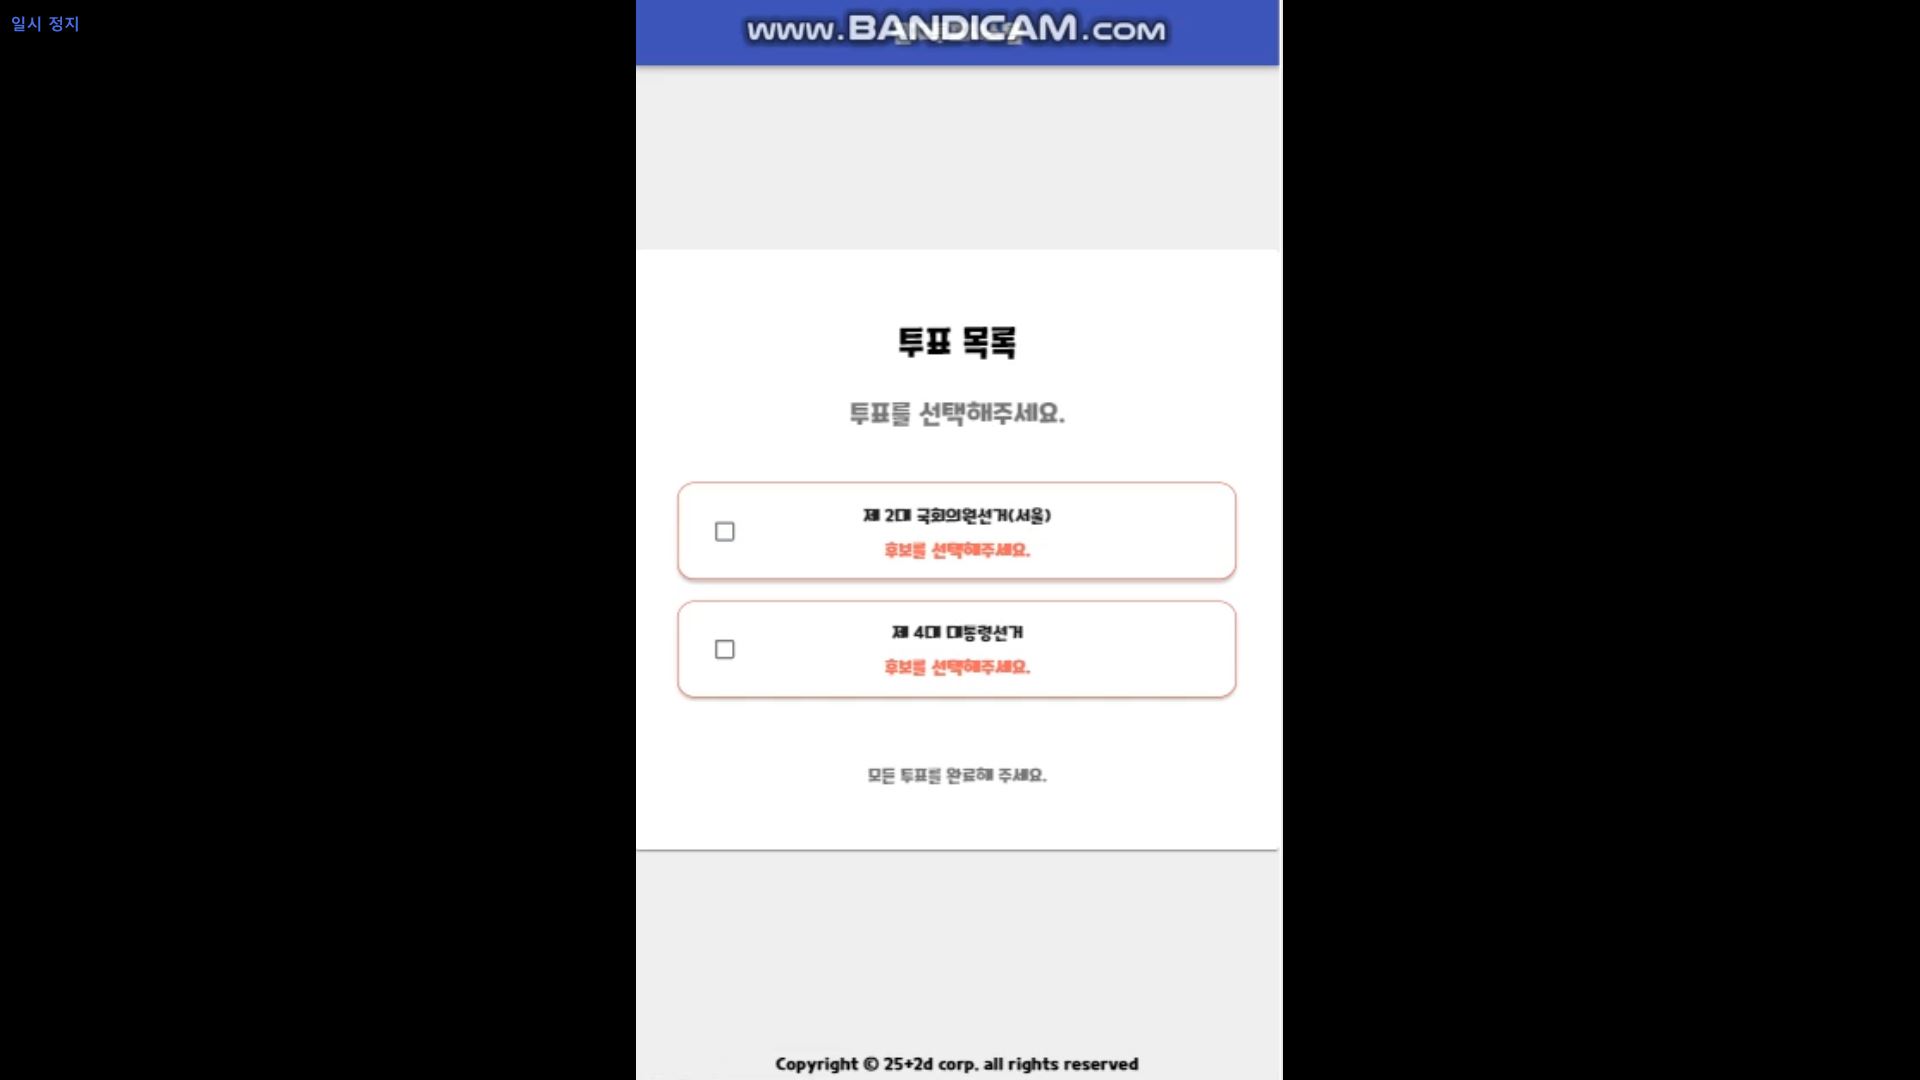 일시 정지
www.BANDICAM.com
투표 목록
투표를 선택해주세요.
제 2대 국회의원선거(서울)
후보를 선택해주세요.
제 4대 대통령선거
후보를 선택해주세요.
모든 투표를 완료해 주세요.
Copyright © 25+2d corp. all rights reserved